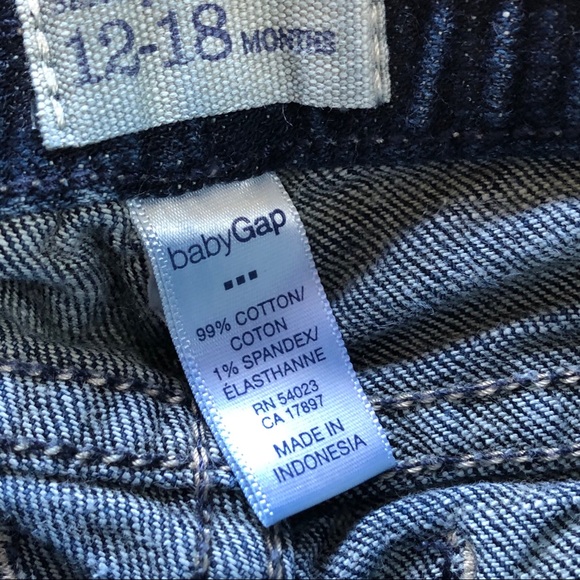 12-18 MONTHS
babyGap
99% COTTON/
COTON
1% SPANDEX/
ÉLASTHANNE
RN 54023
CA 17897
MADE IN
INDONESIA